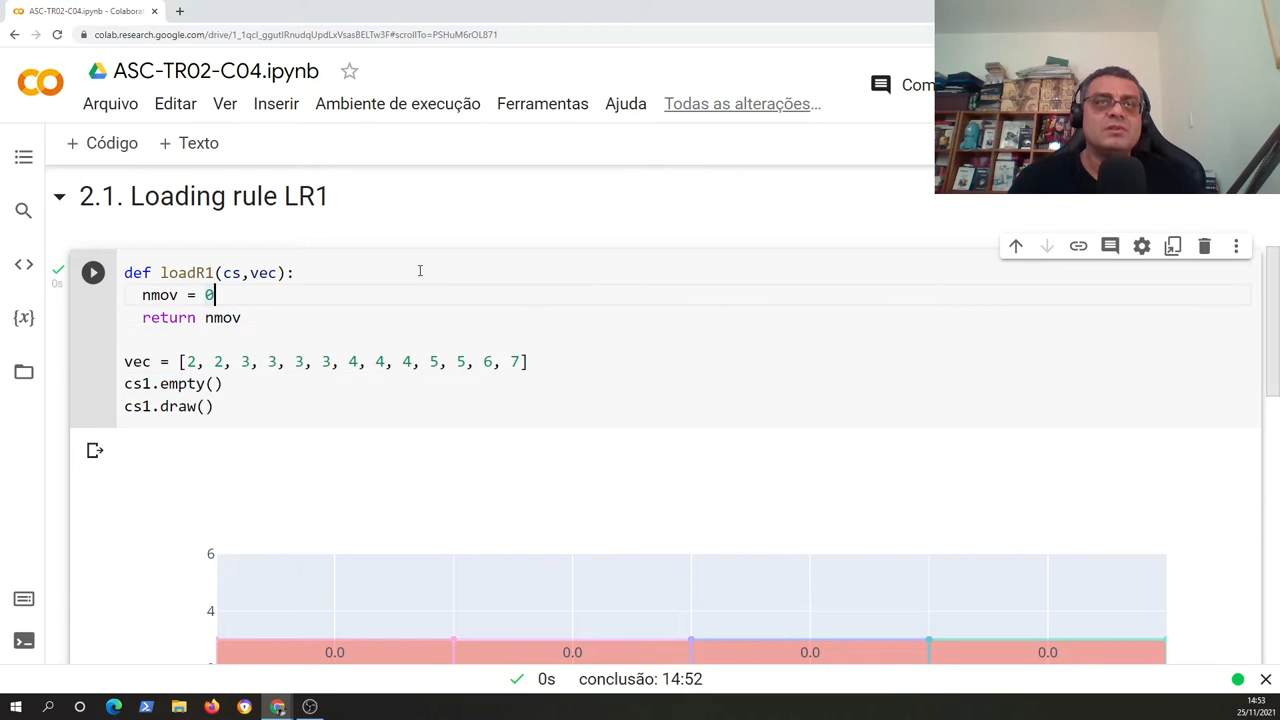 ASC-TR02-C04.ipynb - Colabora
colab.research.google.com/drive/1_1qcl_ggutIRnudqUpdLxVsasBELTw3F#scrollTo=PSHuM6rOL871
ASC-TR02-C04.ipynb
Com
Arquivo Editar Ver Inserir Ambiente de execução Ferramentas Ajuda Todas as alterações…
+ Código + Texto
2.1. Loading rule LR1
def loadR1(cs,vec):
0s
nmov = 0
return nmov
vec = [2, 2, 3, 3, 3, 3, 4, 4, 4, 5, 5, 6, 7]
cs1.empty()
cs1.draw()
6
4
0.0 0.0 0.0 0.0
0s conclusão: 14:52
14:53
25/11/2021